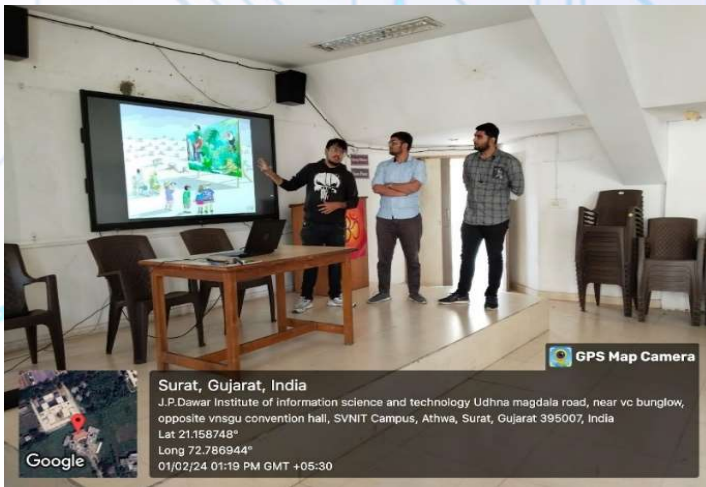 GPS Map Camera
Surat, Gujarat, India
J.P.Dawar Institute of information science and technology Udhna magdala road, near vc bunglow,
opposite vnsgu convention hall, SVNIT Campus, Athwa, Surat, Gujarat 395007, India
Lat 21.158748°
Long 72.786944°
01/02/24 01:19 PM GMT +05:30
Google